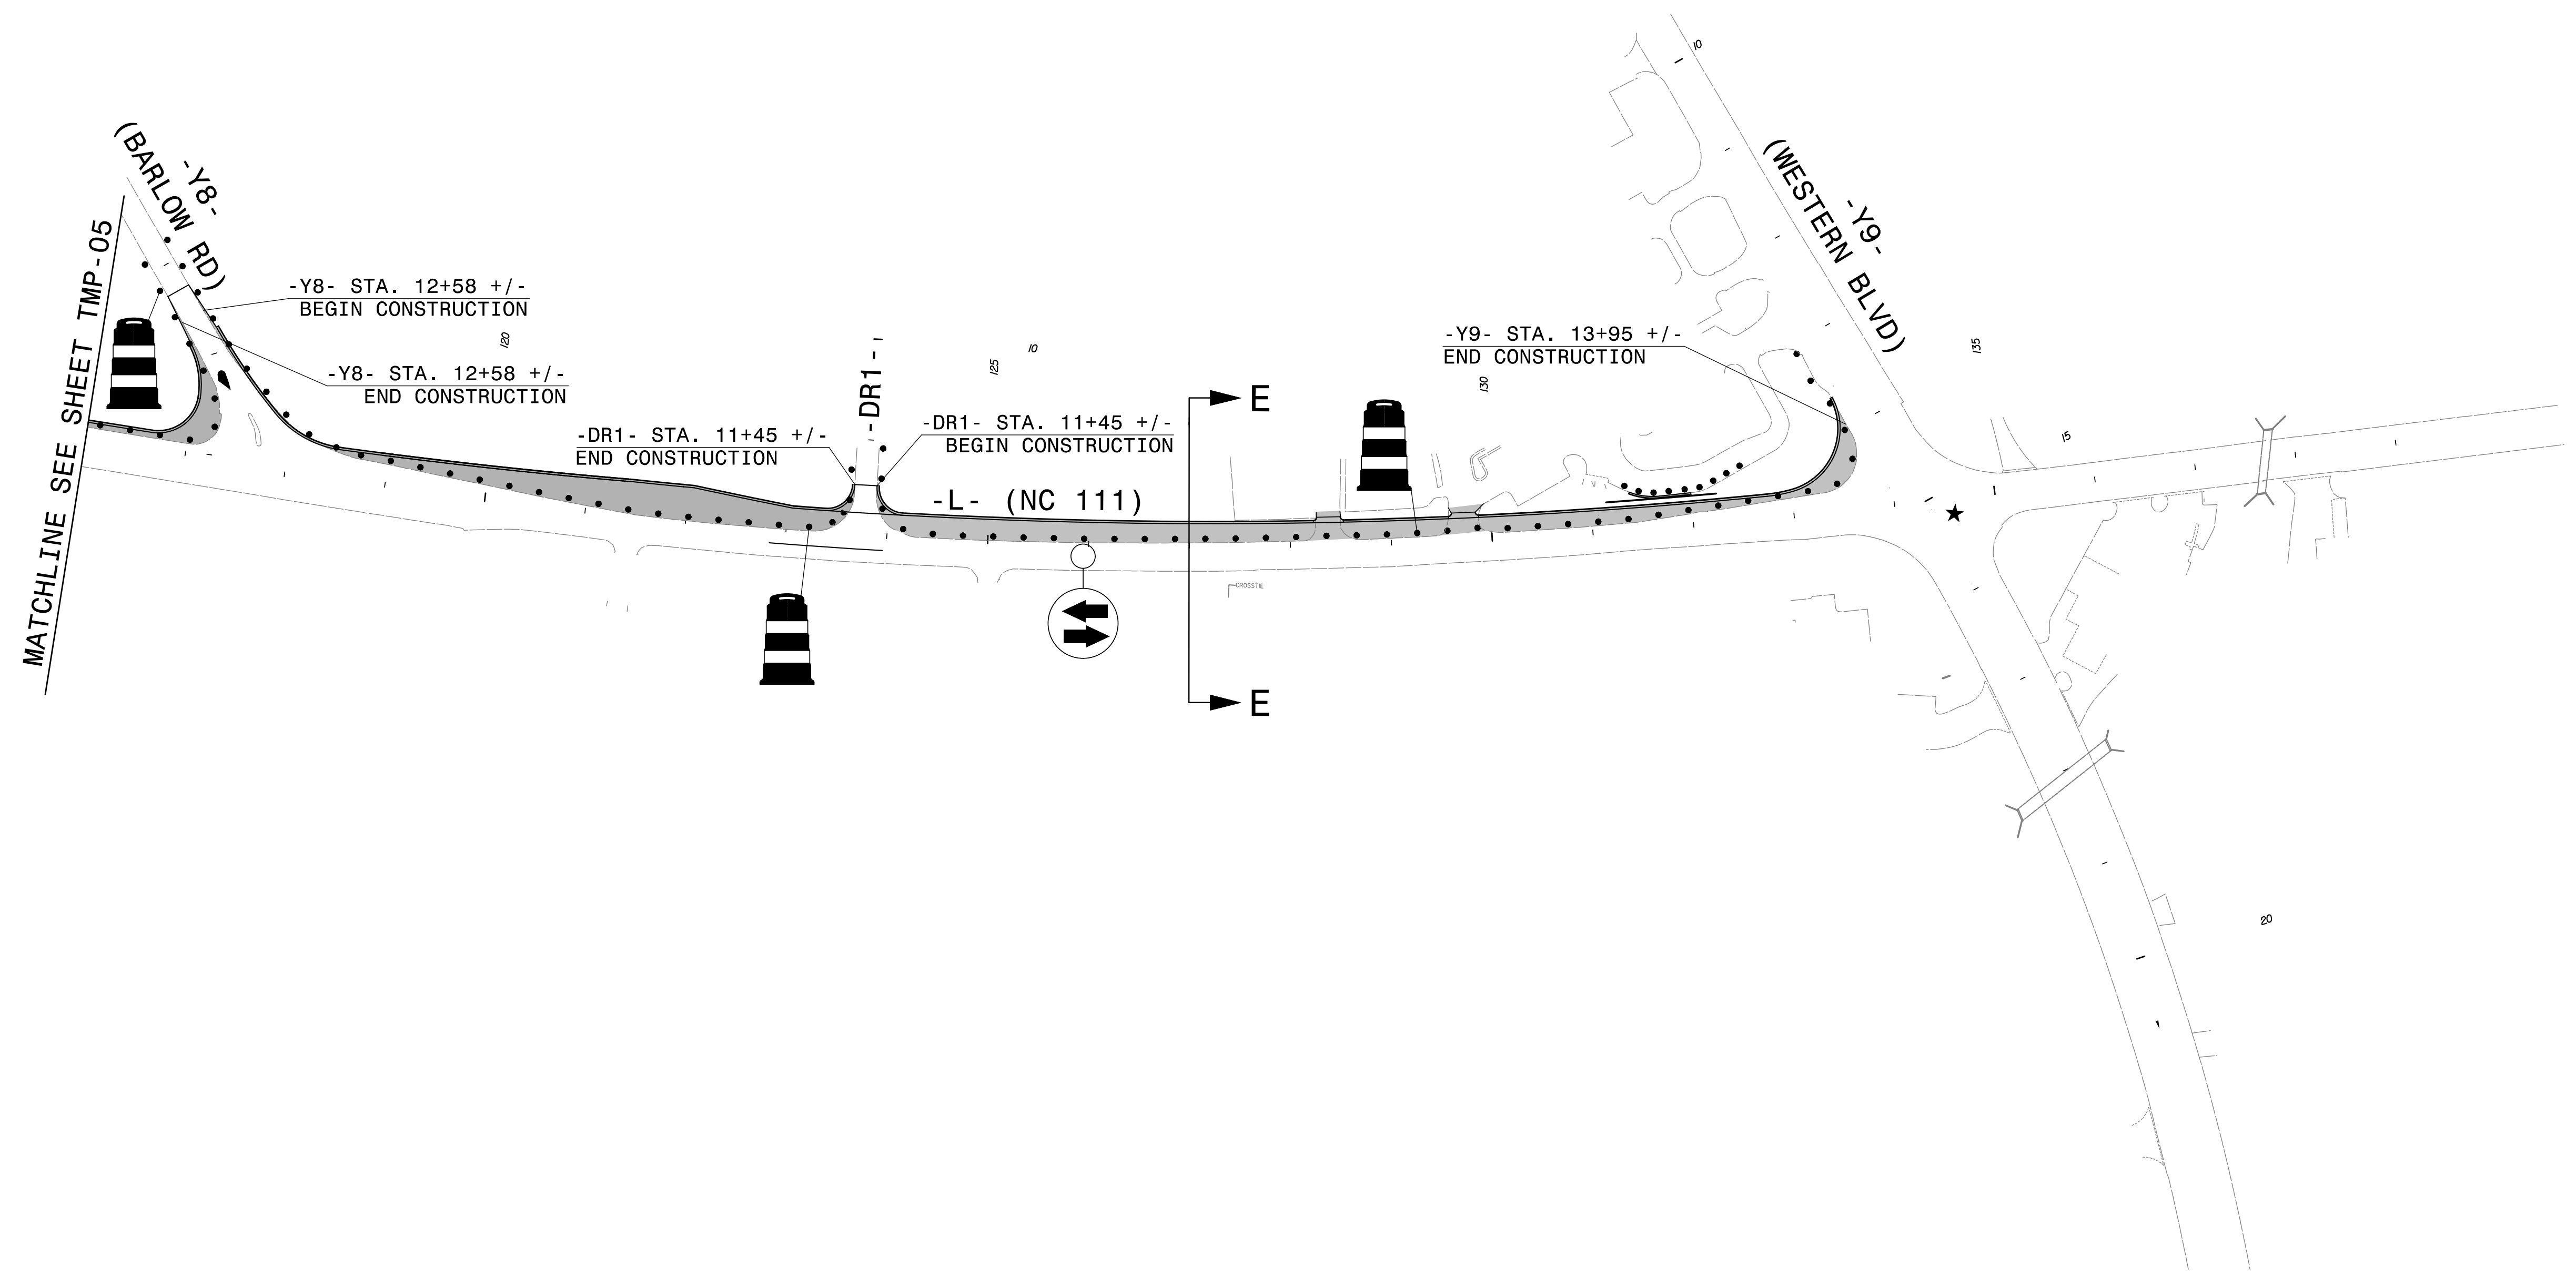 MATCHLINE SEE SHEET TMP-05
-Y8-
(BARLOW RD)
-Y8- STA. 12+58 +/-
BEGIN CONSTRUCTION
-Y8- STA. 12+58 +/-
END CONSTRUCTION
120
-DR1- STA. 11+45 +/-
END CONSTRUCTION
-DR1-
-DR1- STA. 11+45 +/-
BEGIN CONSTRUCTION
125
10
-L- (NC 111)
E
E
CROSSTIE
-Y9- STA. 13+95 +/-
END CONSTRUCTION
130
10
-Y9-
(WESTERN BLVD)
135
15
20